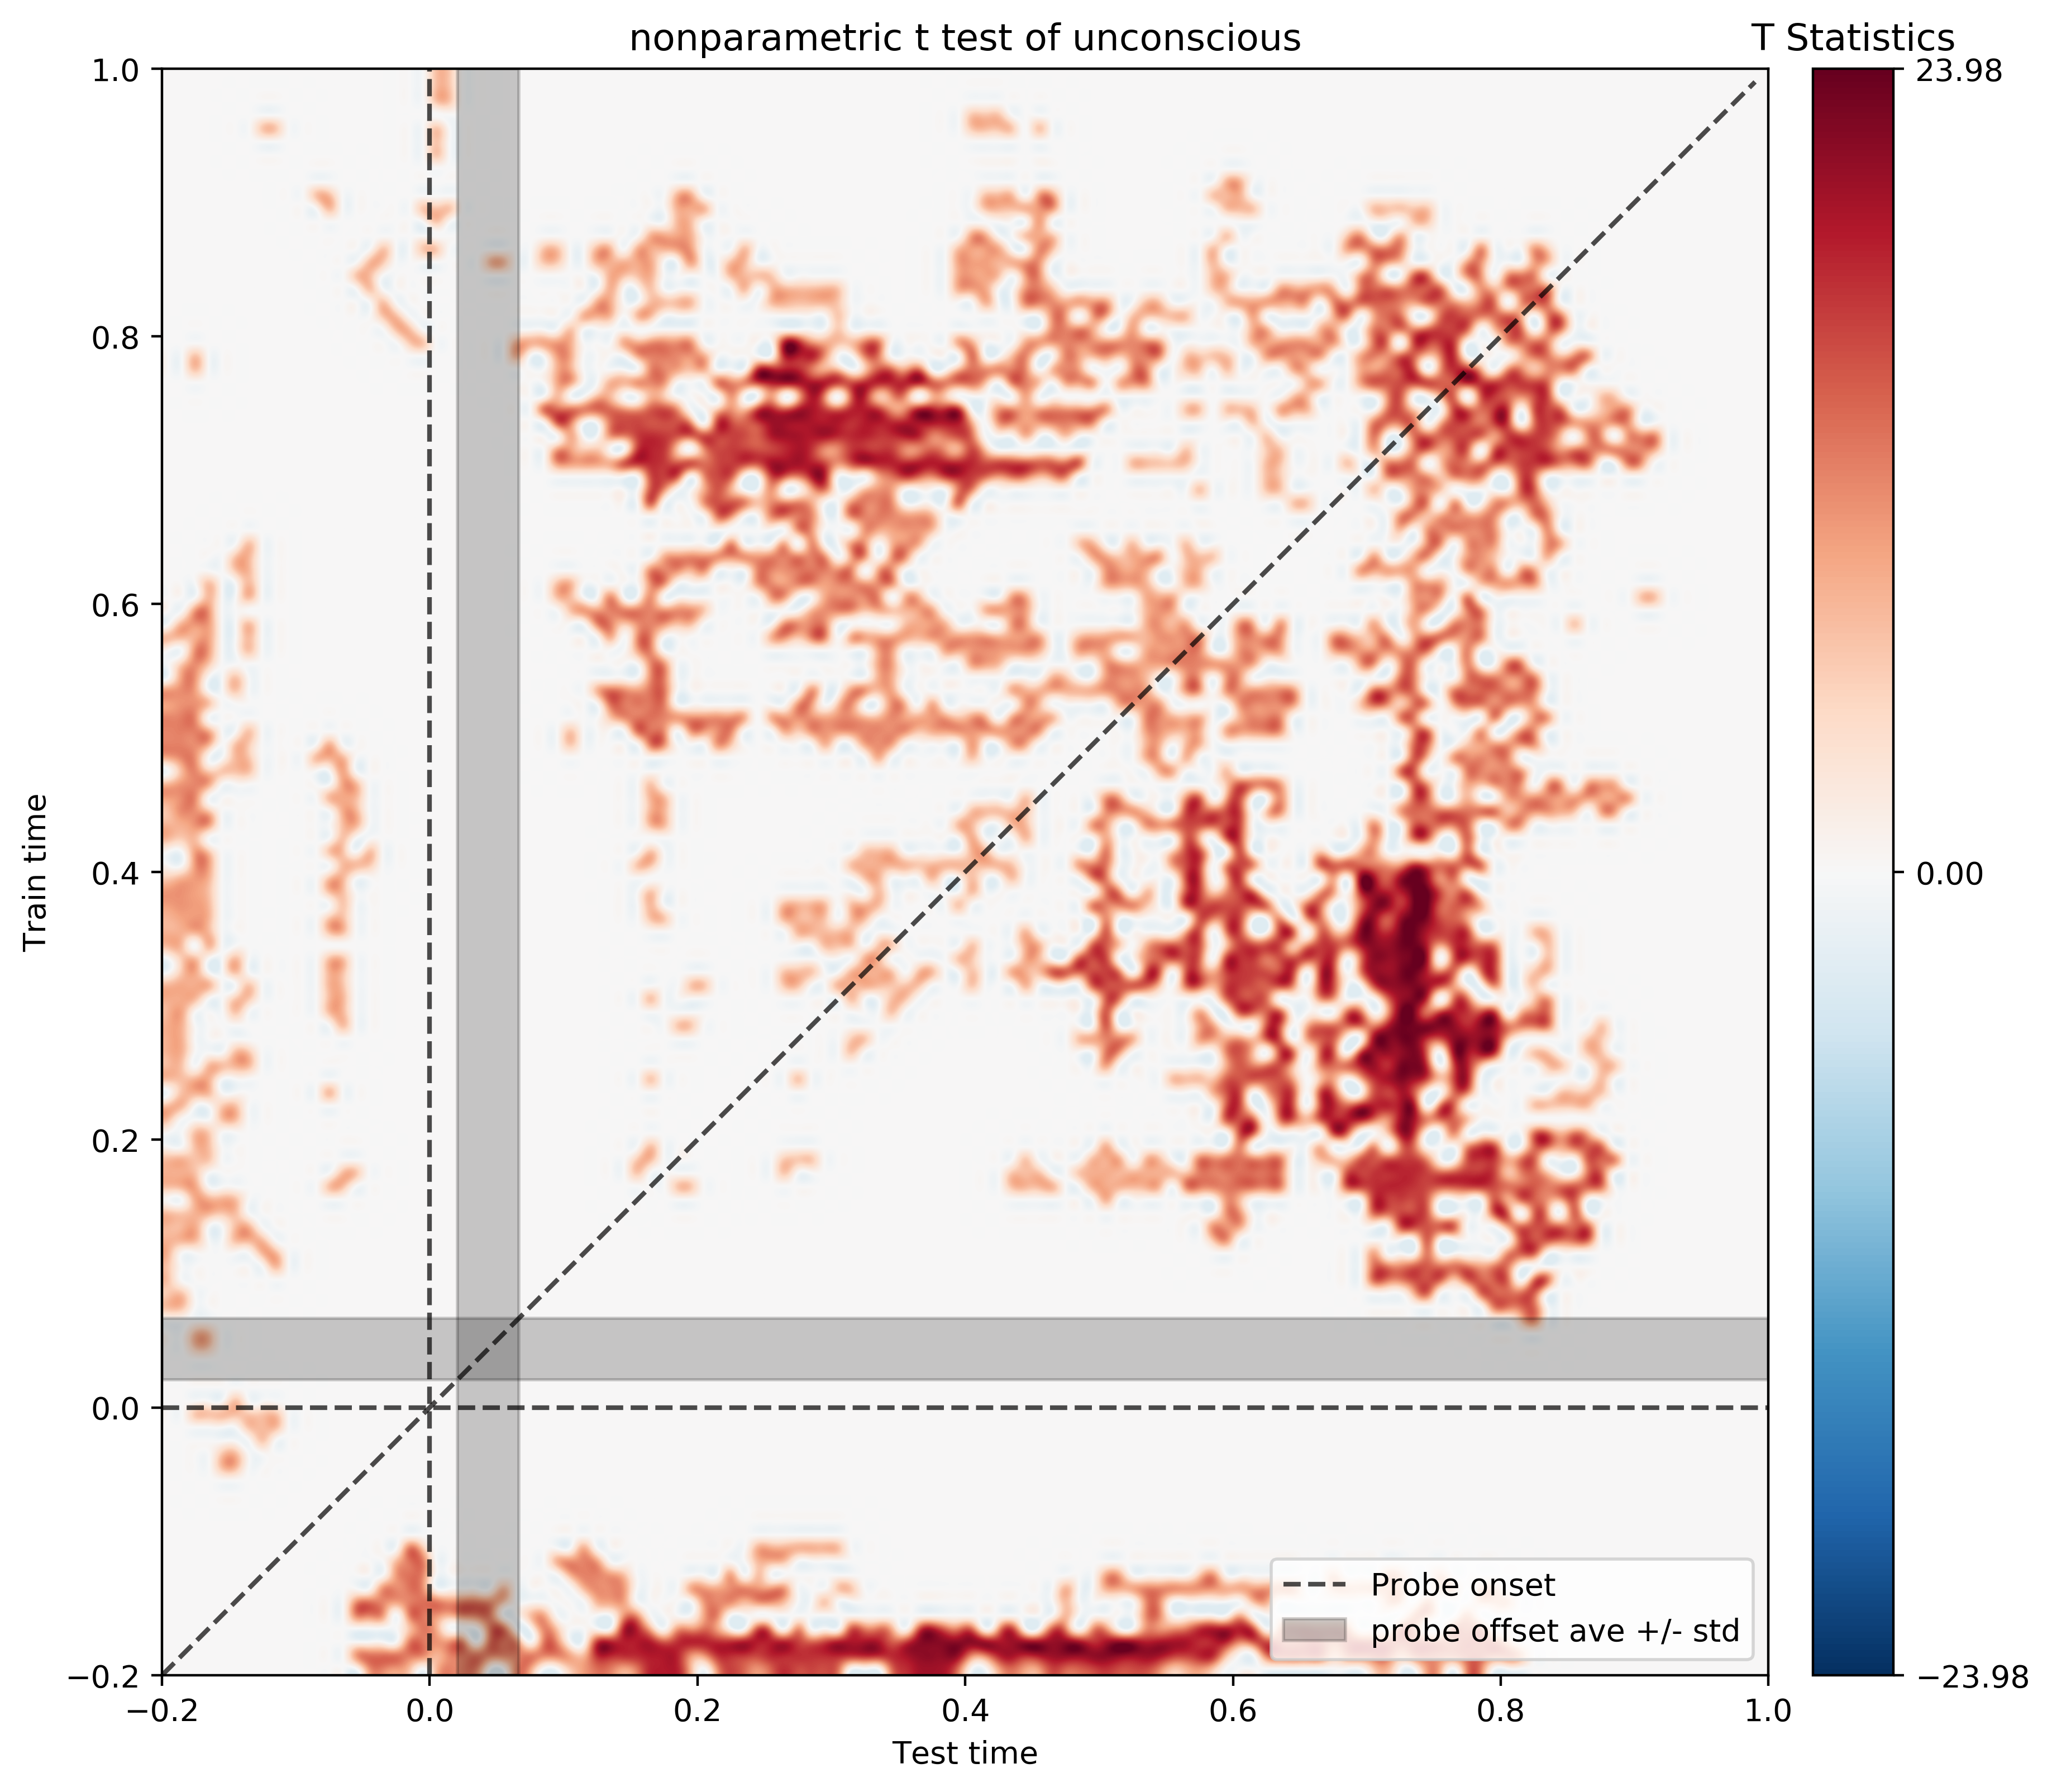 nonparametric t test of unconscious
T Statistics
1.0
0.8
0.6
0.4
0.2
0.0
−0.2
Train time
−0.2
0.0
0.2
0.4
0.6
0.8
1.0
Test time
Probe onset
probe offset ave +/- std
23.98
0.00
−23.98